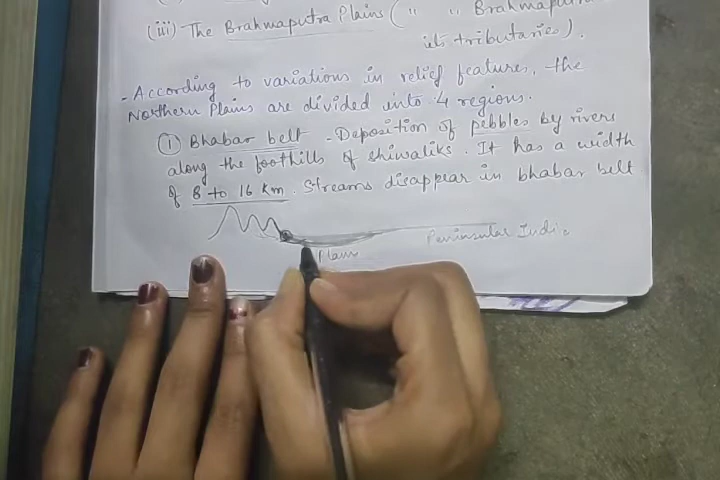 (iii) The Brahmaputra Plains ( " " Brahmaputra
its tributaries).
- According to variations in relief features, the
Northern Plains are divided into 4 regions.
① Bhabar belt - Deposition of pebbles by rivers
along the foothills of shiwaliks. It has a width
of 8 to 16 km. Streams disappear in bhabar belt
Peninsular India
Plain